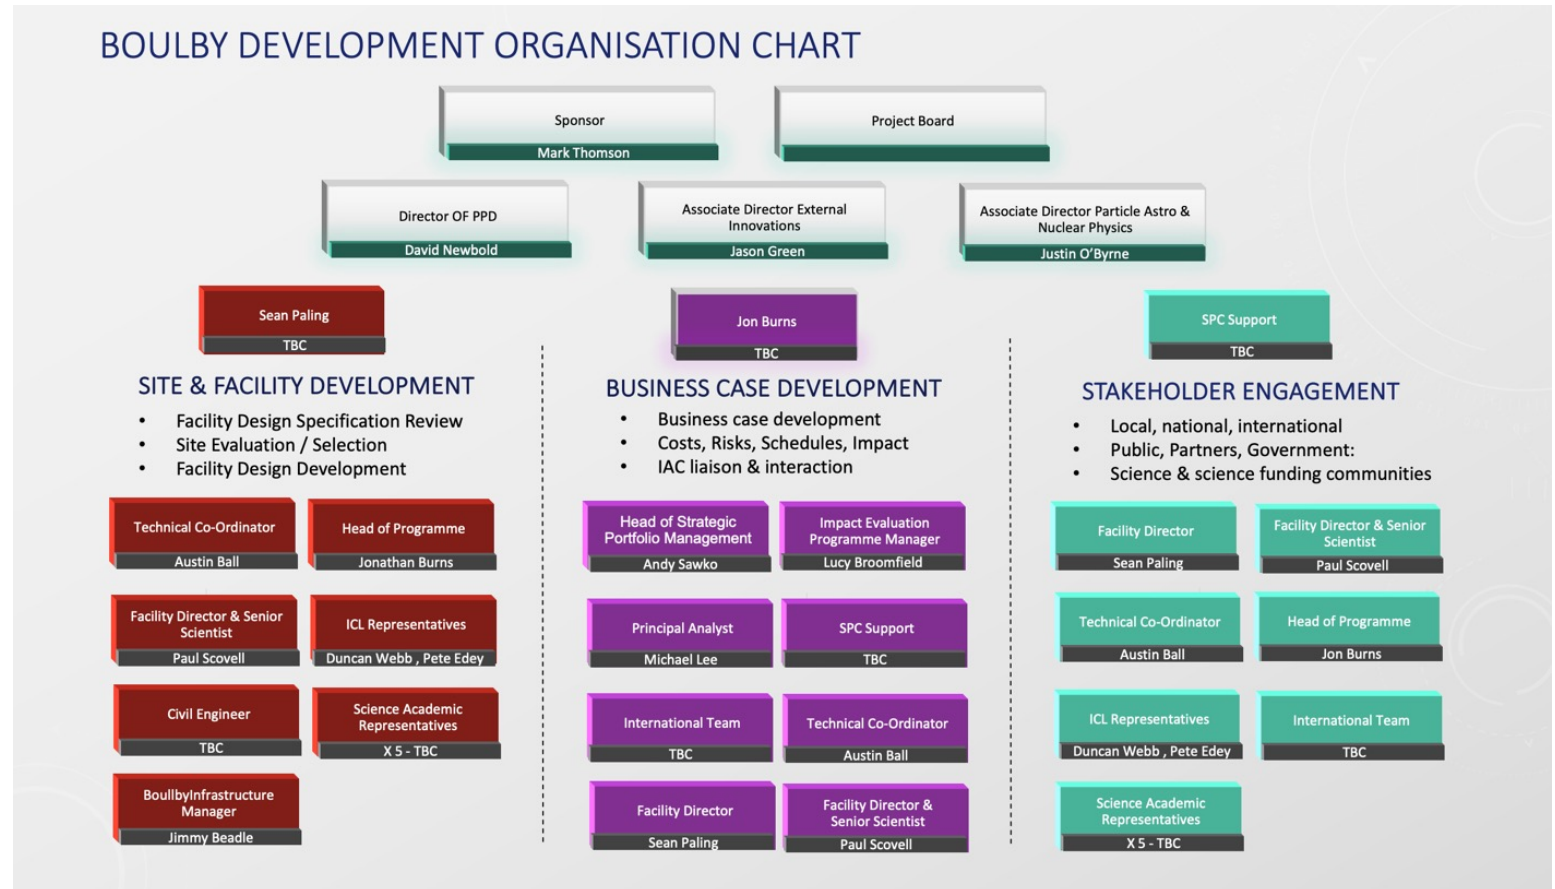 BOULBY DEVELOPMENT ORGANISATION CHART
Sponsor
Mark Thomson
Project Board
Director OF PPD
David Newbold
Associate Director External
Innovations
Jason Green
Associate Director Particle Astro &
Nuclear Physics
Justin O'Byrne
Sean Paling
TBC
Jon Burns
TBC
SPC Support
TBC
SITE & FACILITY DEVELOPMENT
• Facility Design Specification Review
• Site Evaluation / Selection
• Facility Design Development
Technical Co-Ordinator
Austin Ball
Head of Programme
Jonathan Burns
Facility Director & Senior
Scientist
Paul Scovell
ICL Representatives
Duncan Webb , Pete Edey
Civil Engineer
TBC
Science Academic
Representatives
X 5 - TBC
BoullbyInfrastructure
Manager
Jimmy Beadle
BUSINESS CASE DEVELOPMENT
• Business case development
• Costs, Risks, Schedules, Impact
• IAC liaison & interaction
Head of Strategic
Portfolio Management
Andy Sawko
Impact Evaluation
Programme Manager
Lucy Broomfield
Principal Analyst
Michael Lee
SPC Support
TBC
International Team
TBC
Technical Co-Ordinator
Austin Ball
Facility Director
Sean Paling
Facility Director &
Senior Scientist
Paul Scovell
STAKEHOLDER ENGAGEMENT
• Local, national, international
• Public, Partners, Government:
• Science & science funding communities
Facility Director
Sean Paling
Facility Director & Senior
Scientist
Paul Scovell
Technical Co-Ordinator
Austin Ball
Head of Programme
Jon Burns
ICL Representatives
Duncan Webb , Pete Edey
International Team
TBC
Science Academic
Representatives
X 5 - TBC